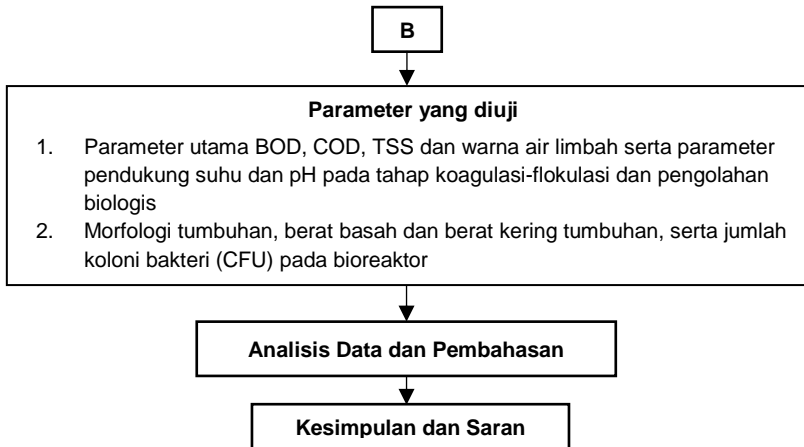 B
Parameter yang diuji
1. Parameter utama BOD, COD, TSS dan warna air limbah serta parameter
pendukung suhu dan pH pada tahap koagulasi-flokulasi dan pengolahan
biologis
2. Morfologi tumbuhan, berat basah dan berat kering tumbuhan, serta jumlah
koloni bakteri (CFU) pada bioreaktor
Analisis Data dan Pembahasan
Kesimpulan dan Saran